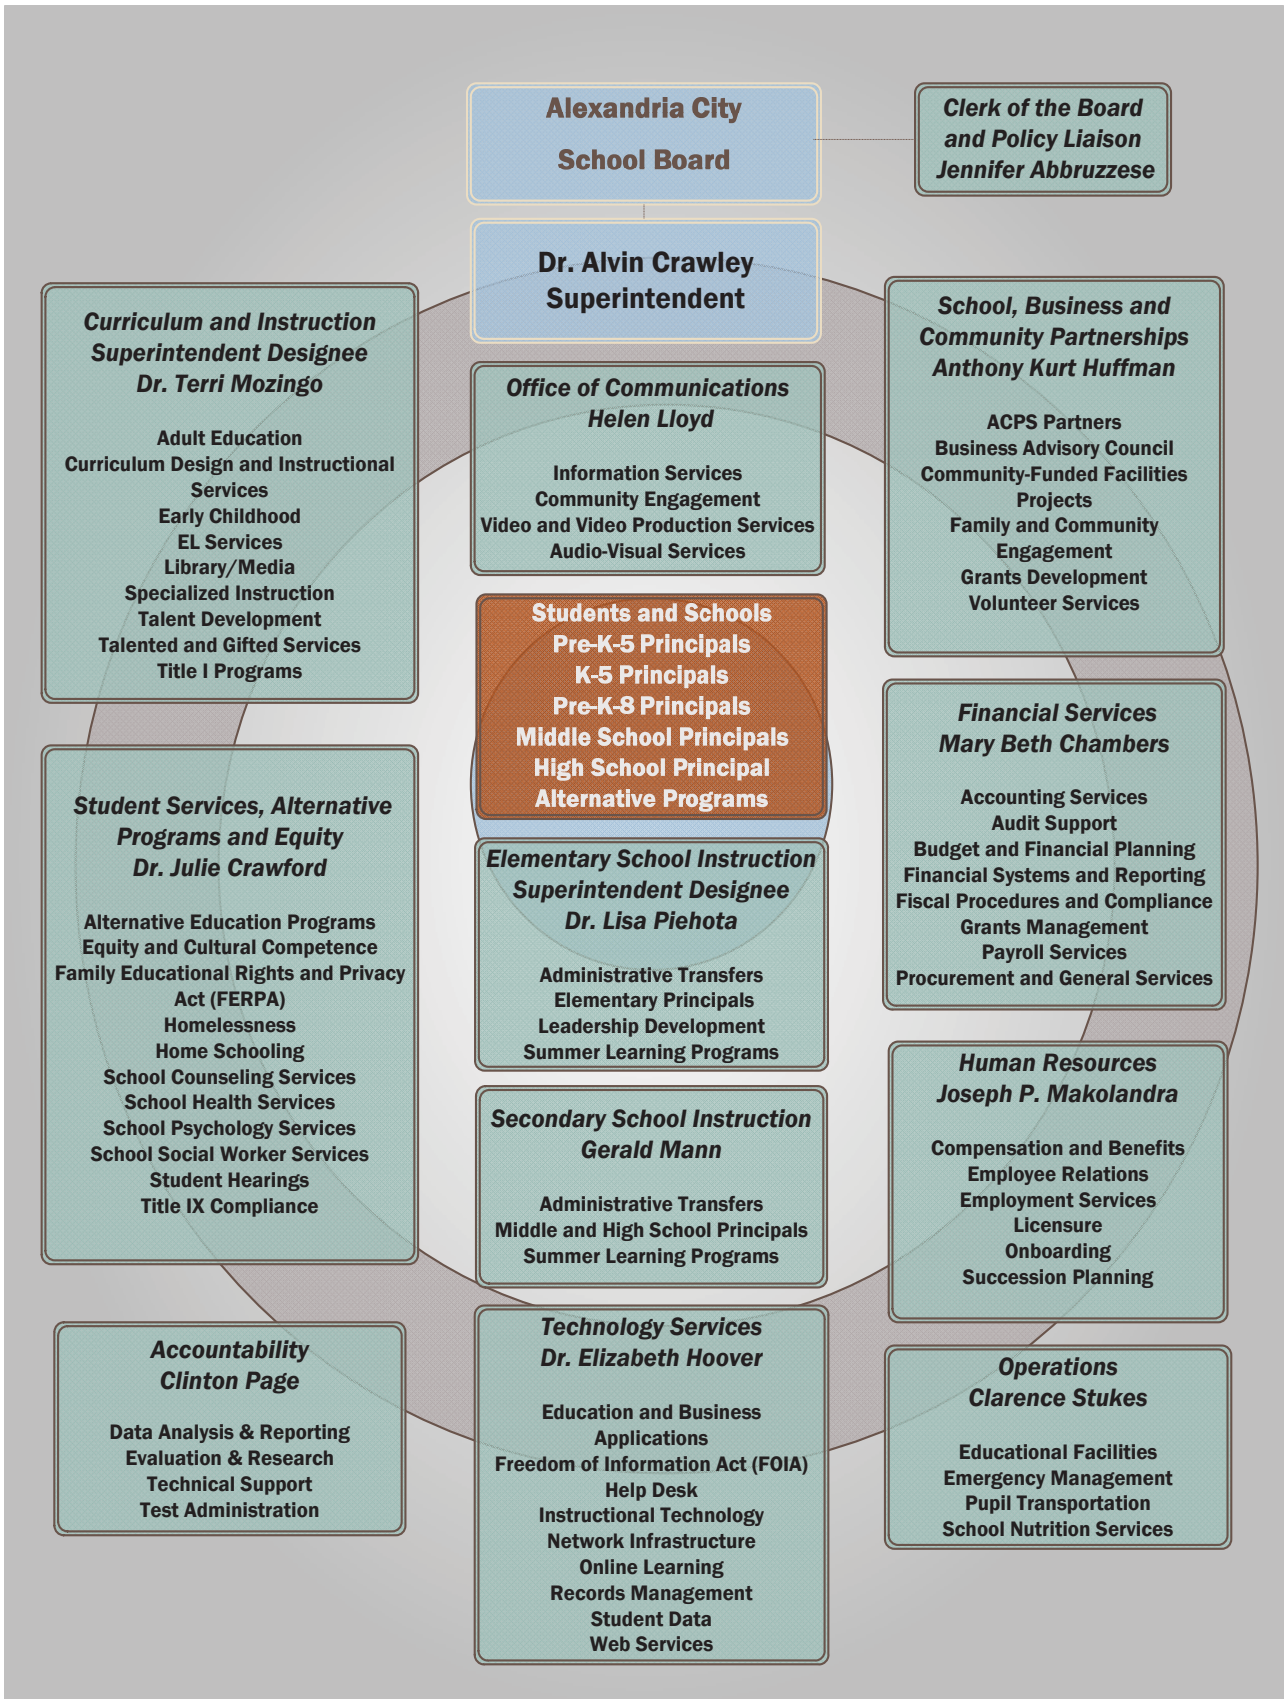 Alexandria City
School Board
Clerk of the Board
and Policy Liaison
Jennifer Abbruzzese
Dr. Alvin Crawley
Superintendent
Curriculum and Instruction
Superintendent Designee
Dr. Terri Mozingo
Adult Education
Curriculum Design and Instructional
Services
Early Childhood
EL Services
Library/Media
Specialized Instruction
Talent Development
Talented and Gifted Services
Title I Programs
Office of Communications
Helen Lloyd
Information Services
Community Engagement
Video and Video Production Services
Audio-Visual Services
School, Business and
Community Partnerships
Anthony Kurt Huffman
ACPS Partners
Business Advisory Council
Community-Funded Facilities
Projects
Family and Community
Engagement
Grants Development
Volunteer Services
Students and Schools
Pre-K-5 Principals
K-5 Principals
Pre-K-8 Principals
Middle School Principals
High School Principal
Alternative Programs
Financial Services
Mary Beth Chambers
Accounting Services
Audit Support
Budget and Financial Planning
Financial Systems and Reporting
Fiscal Procedures and Compliance
Grants Management
Payroll Services
Procurement and General Services
Student Services, Alternative
Programs and Equity
Dr. Julie Crawford
Alternative Education Programs
Equity and Cultural Competence
Family Educational Rights and Privacy
Act (FERPA)
Homelessness
Home Schooling
School Counseling Services
School Health Services
School Psychology Services
School Social Worker Services
Student Hearings
Title IX Compliance
Elementary School Instruction
Superintendent Designee
Dr. Lisa Piehota
Administrative Transfers
Elementary Principals
Leadership Development
Summer Learning Programs
Human Resources
Joseph P. Makolandra
Compensation and Benefits
Employee Relations
Employment Services
Licensure
Onboarding
Succession Planning
Secondary School Instruction
Gerald Mann
Administrative Transfers
Middle and High School Principals
Summer Learning Programs
Accountability
Clinton Page
Data Analysis & Reporting
Evaluation & Research
Technical Support
Test Administration
Technology Services
Dr. Elizabeth Hoover
Education and Business
Applications
Freedom of Information Act (FOIA)
Help Desk
Instructional Technology
Network Infrastructure
Online Learning
Records Management
Student Data
Web Services
Operations
Clarence Stukes
Educational Facilities
Emergency Management
Pupil Transportation
School Nutrition Services